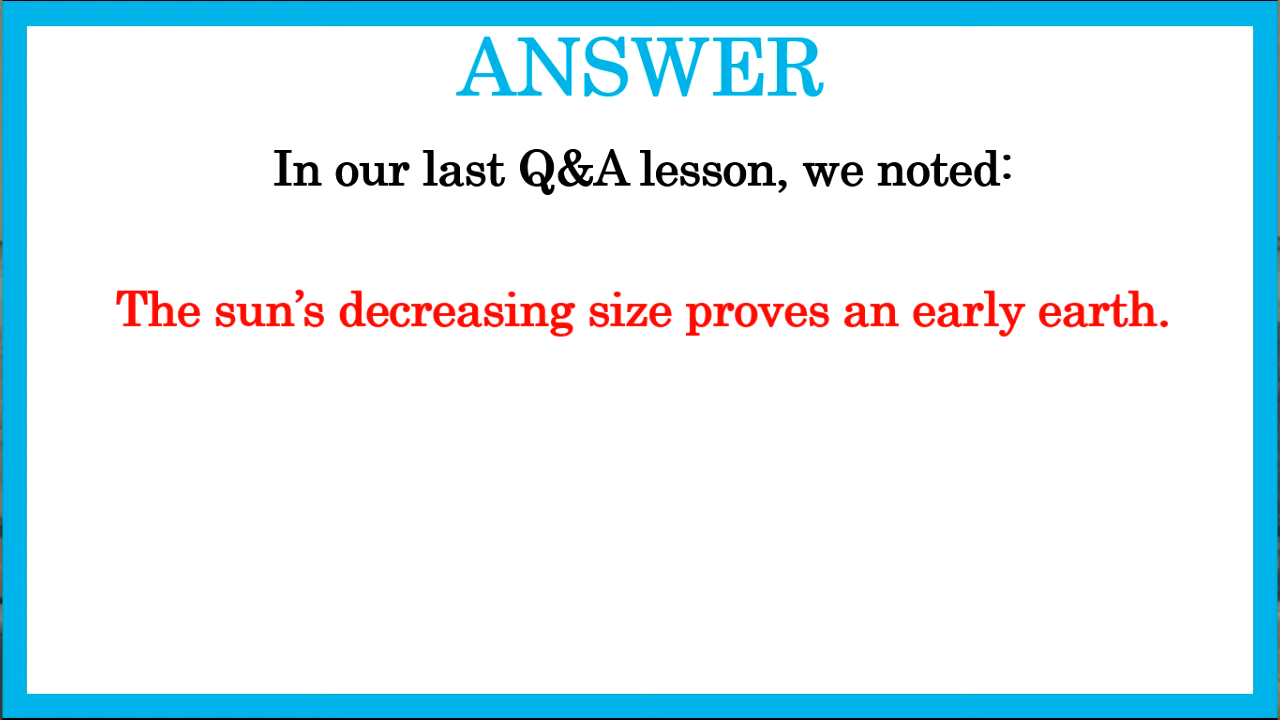 ANSWER
In our last Q&A lesson, we noted:
The sun’s decreasing size proves an early earth.